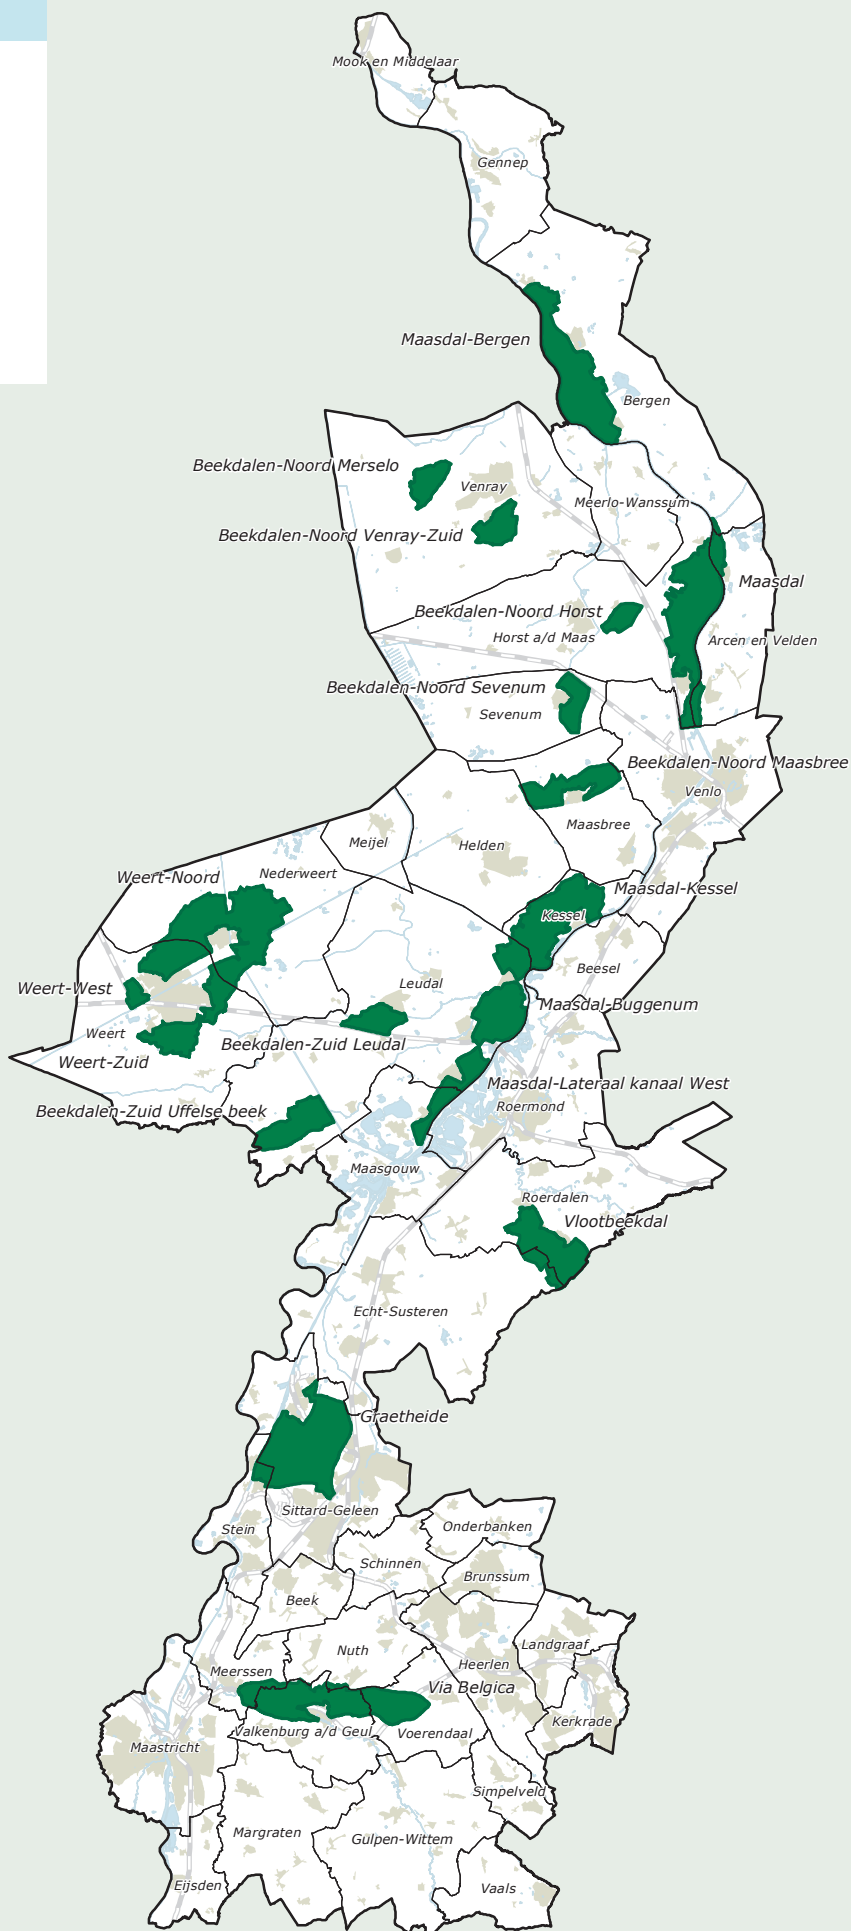 Mook en Middelaar
Gennep
Maasdal-Bergen
Bergen
Beekdalen-Noord Merselo
Venray
Meerlo-Wanssum
Beekdalen-Noord Venray-Zuid
Maasdal
Beekdalen-Noord Horst
Horst a/d Maas
Arcen en Velden
Beekdalen-Noord Sevenum
Sevenum
Beekdalen-Noord Maasbree
Venlo
Maasbree
Meijel
Helden
Weert-Noord
Nederweert
Maasdal-Kessel
Kessel
Beesel
Leudal
Weert-West
Maasdal-Buggenum
Weert
Beekdalen-Zuid Leudal
Weert-Zuid
Maasdal-Lateraal kanaal West
Roermond
Beekdalen-Zuid Uffelse beek
Maasgouw
Roerdalen
Vlootbeekdal
Echt-Susteren
Graetheide
Sittard-Geleen
Stein
Onderbanken
Schinnen
Brunssum
Beek
Landgraaf
Nuth
Heerlen
Meerssen
Via Belgica
Kerkrade
Valkenburg a/d Geul
Voerendaal
Maastricht
Simpelveld
Margraten
Gulpen-Wittem
Eijsden
Vaals